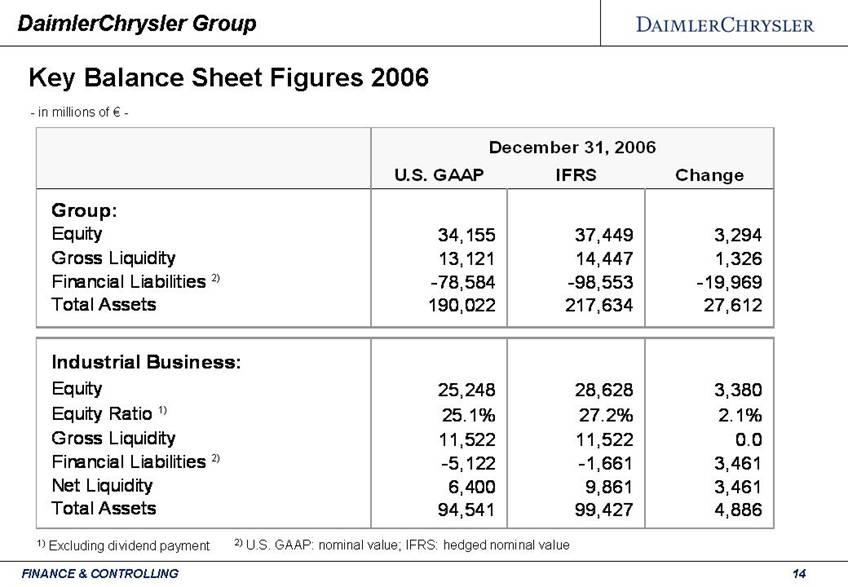 DaimlerChrysler Group
DAIMLERCHRYSLER
Key Balance Sheet Figures 2006
- in millions of € -
December 31, 2006
U.S. GAAP IFRS Change
Group:
Equity 34,155 37,449 3,294
Gross Liquidity 13,121 14,447 1,326
Financial Liabilities 2) -78,584 -98,553 -19,969
Total Assets 190,022 217,634 27,612
Industrial Business:
Equity 25,248 28,628 3,380
Equity Ratio 1) 25.1% 27.2% 2.1%
Gross Liquidity 11,522 11,522 0.0
Financial Liabilities 2) -5,122 -1,661 3,461
Net Liquidity 6,400 9,861 3,461
Total Assets 94,541 99,427 4,886
1) Excluding dividend payment 2) U.S. GAAP: nominal value; IFRS: hedged nominal value
FINANCE & CONTROLLING 14